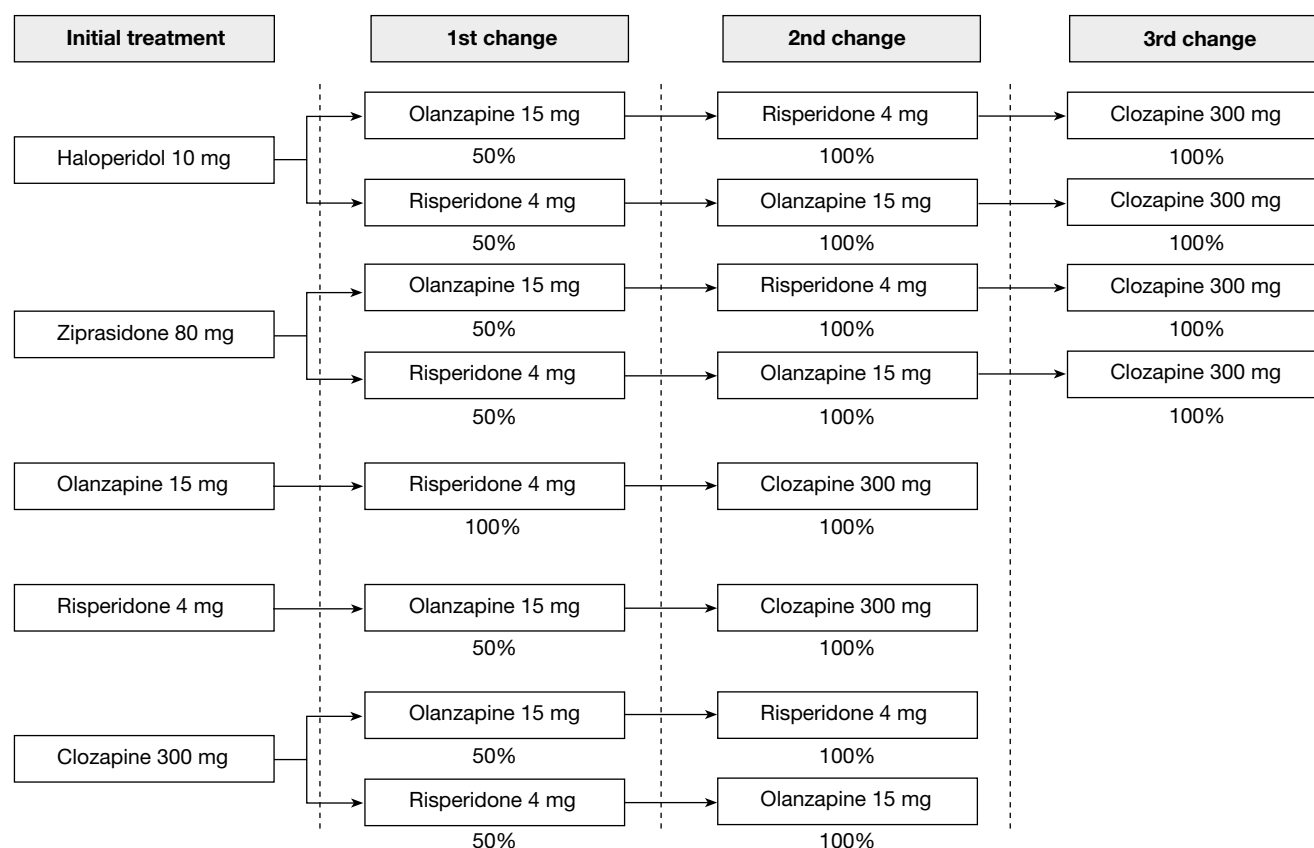 Initial treatment
1st change
2nd change
3rd change
Haloperidol 10 mg
Olanzapine 15 mg
50%
Risperidone 4 mg
100%
Clozapine 300 mg
100%
Risperidone 4 mg
50%
Olanzapine 15 mg
100%
Clozapine 300 mg
100%
Ziprasidone 80 mg
Olanzapine 15 mg
50%
Risperidone 4 mg
100%
Clozapine 300 mg
100%
Risperidone 4 mg
50%
Olanzapine 15 mg
100%
Clozapine 300 mg
100%
Olanzapine 15 mg
Risperidone 4 mg
100%
Clozapine 300 mg
100%
Risperidone 4 mg
Olanzapine 15 mg
50%
Clozapine 300 mg
100%
Clozapine 300 mg
Olanzapine 15 mg
50%
Risperidone 4 mg
100%
Risperidone 4 mg
50%
Olanzapine 15 mg
100%